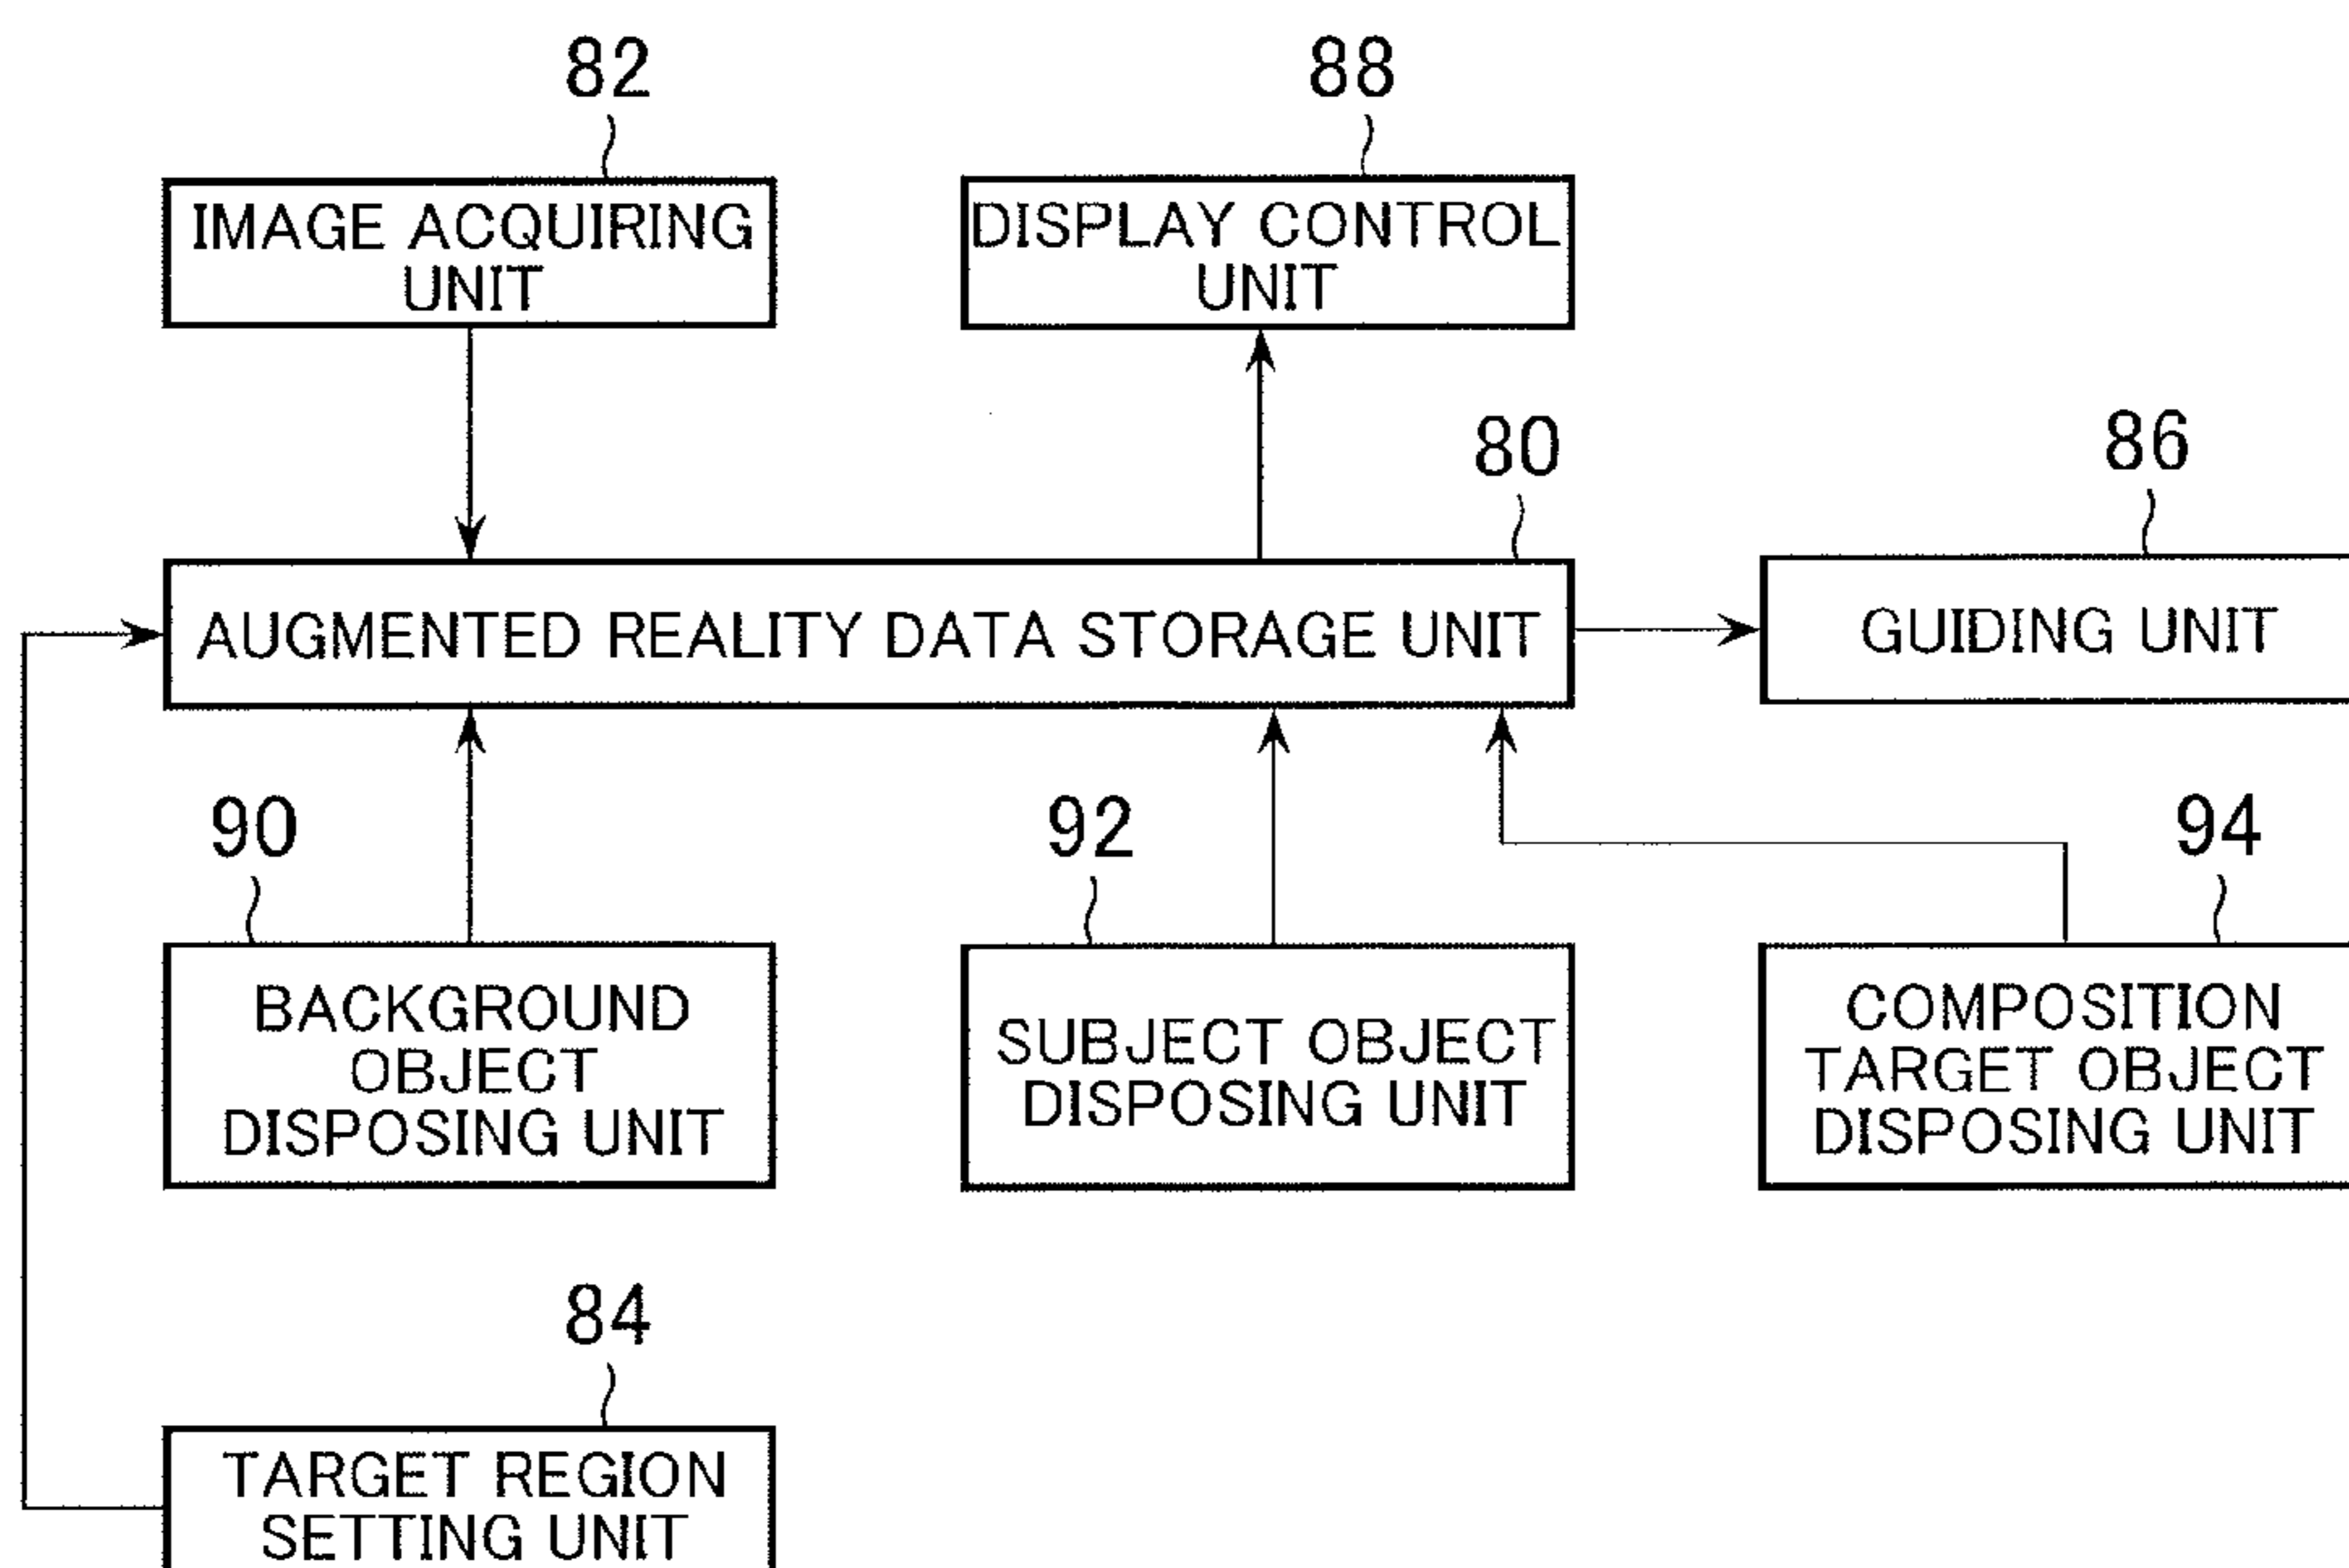 82
88
IMAGE ACQUIRING
UNIT
DISPLAY CONTROL
UNIT
80
86
AUGMENTED REALITY DATA STORAGE UNIT
GUIDING UNIT
90
92
94
BACKGROUND
OBJECT
DISPOSING UNIT
SUBJECT OBJECT
DISPOSING UNIT
COMPOSITION
TARGET OBJECT
DISPOSING UNIT
84
TARGET REGION
SETTING UNIT